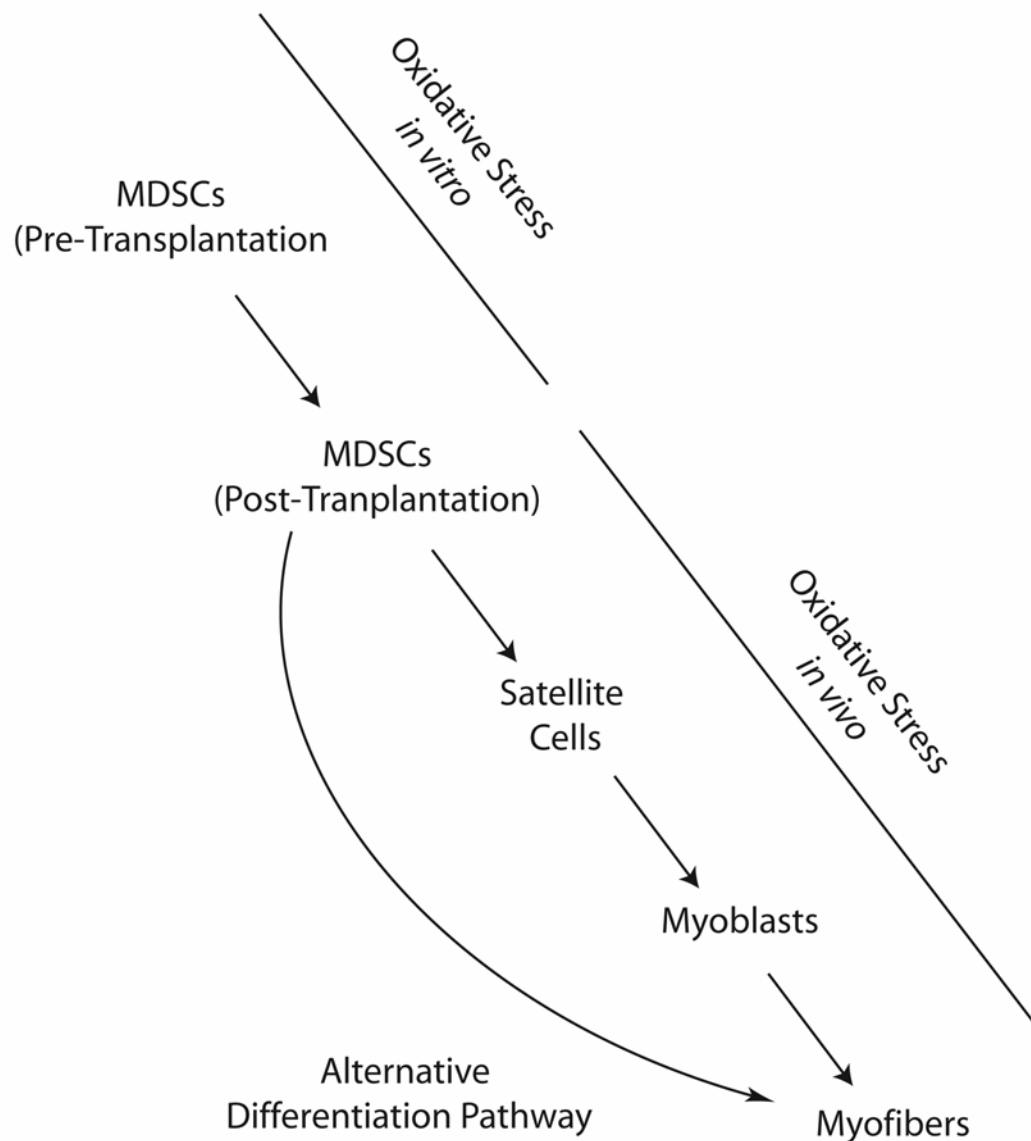 Oxidative Stress
in vitro
MDSCs
(Pre-Transplantation
MDSCs
(Post-Tranplantation)
Oxidative Stress
in vivo
Satellite
Cells
Myoblasts
Alternative
Differentiation Pathway
Myofibers